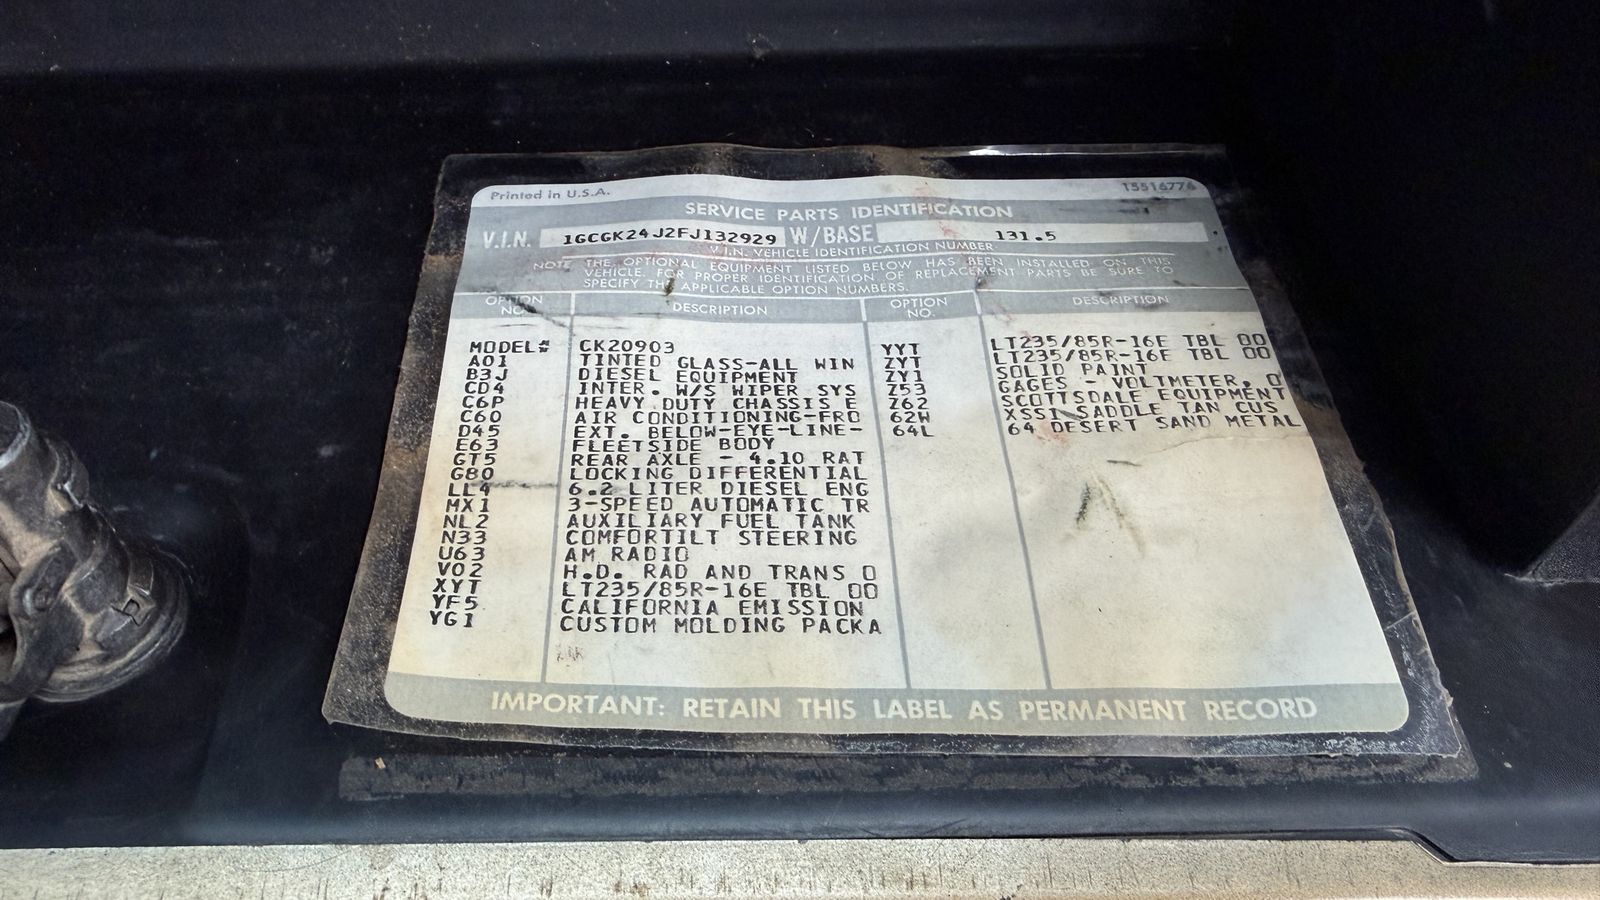 Printed in U.S.A.
T5516776
SERVICE PARTS IDENTIFICATION
V.I.N. 1GCGK24J2FJ132929 W/BASE 131.5
V.I.N. VEHICLE IDENTIFICATION NUMBER
NOTE THE OPTIONAL EQUIPMENT LISTED BELOW HAS BEEN INSTALLED ON THIS
VEHICLE. FOR PROPER IDENTIFICATION OF REPLACEMENT PARTS BE SURE TO
SPECIFY THE APPLICABLE OPTION NUMBERS.
OPTION NO. DESCRIPTION
MODEL# CK20903
A01 TINTED GLASS-ALL WIN
B3J DIESEL EQUIPMENT
CD4 INTER. W/S WIPER SYS
C6P HEAVY DUTY CHASSIS E
C60 AIR CONDITIONING-FRO
D45 EXT. BELOW-EYE-LINE-
E63 FLEETSIDE BODY
GT5 REAR AXLE - 4.10 RAT
G80 LOCKING DIFFERENTIAL
LL4 6.2 LITER DIESEL ENG
MX1 3-SPEED AUTOMATIC TR
NL2 AUXILIARY FUEL TANK
N33 COMFORTILT STEERING
U63 AM RADIO
V02 H.D. RAD AND TRANS O
XYT LT235/85R-16E TBL OO
YF5 CALIFORNIA EMISSION
YG1 CUSTOM MOLDING PACKA
OPTION NO. DESCRIPTION
YYT LT235/85R-16E TBL OO
ZYT LT235/85R-16E TBL OO
ZY1 SOLID PAINT
Z53 GAGES - VOLTMETER, O
Z62 SCOTTSDALE EQUIPMENT
62W XSSI SADDLE TAN CUS
64L 64 DESERT SAND METAL
IMPORTANT: RETAIN THIS LABEL AS PERMANENT RECORD